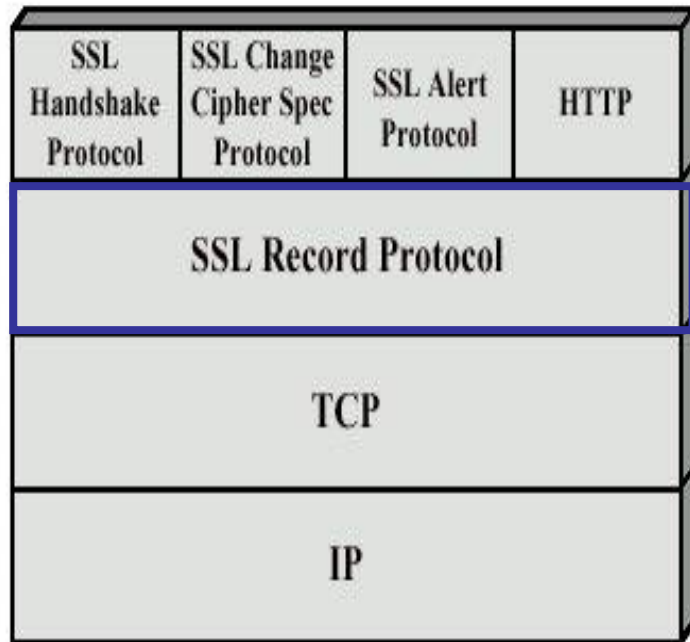 SSL
Handshake
Protocol
SSL Change
Cipher Spec
Protocol
SSL Alert
Protocol
HTTP
SSL Record Protocol
TCP
IP